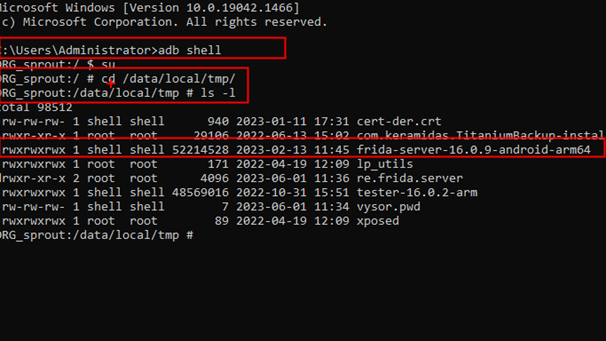 Microsoft Windows [Version 10.0.19042.1466]
(c) Microsoft Corporation. All rights reserved.
C:\Users\Administrator>adb shell
DRG_sprout:/ $ su
DRG_sprout:/ # cd /data/local/tmp/
DRG_sprout:/data/local/tmp # ls -l
total 98512
-rw-rw-rw- 1 shell shell      940 2023-01-11 17:31 cert-der.crt
-rwxr-xr-x 1 root  root     29106 2022-06-13 15:02 com.keramidas.TitaniumBackup-instal
-rwxrwxrwx 1 shell shell 52214528 2023-02-13 11:45 frida-server-16.0.9-android-arm64
-rwxrwxrwx 1 root  root       171 2022-04-19 12:09 lp_utils
drwxr-xr-x 2 root  root      4096 2023-06-01 11:36 re.frida.server
-rwxrwxrwx 1 shell shell 48569016 2022-10-31 15:51 tester-16.0.2-arm
-rw-rw-rw- 1 shell shell        7 2023-06-01 11:34 vysor.pwd
-rwxrwxrwx 1 root  root        89 2022-04-19 12:09 xposed
DRG_sprout:/data/local/tmp #